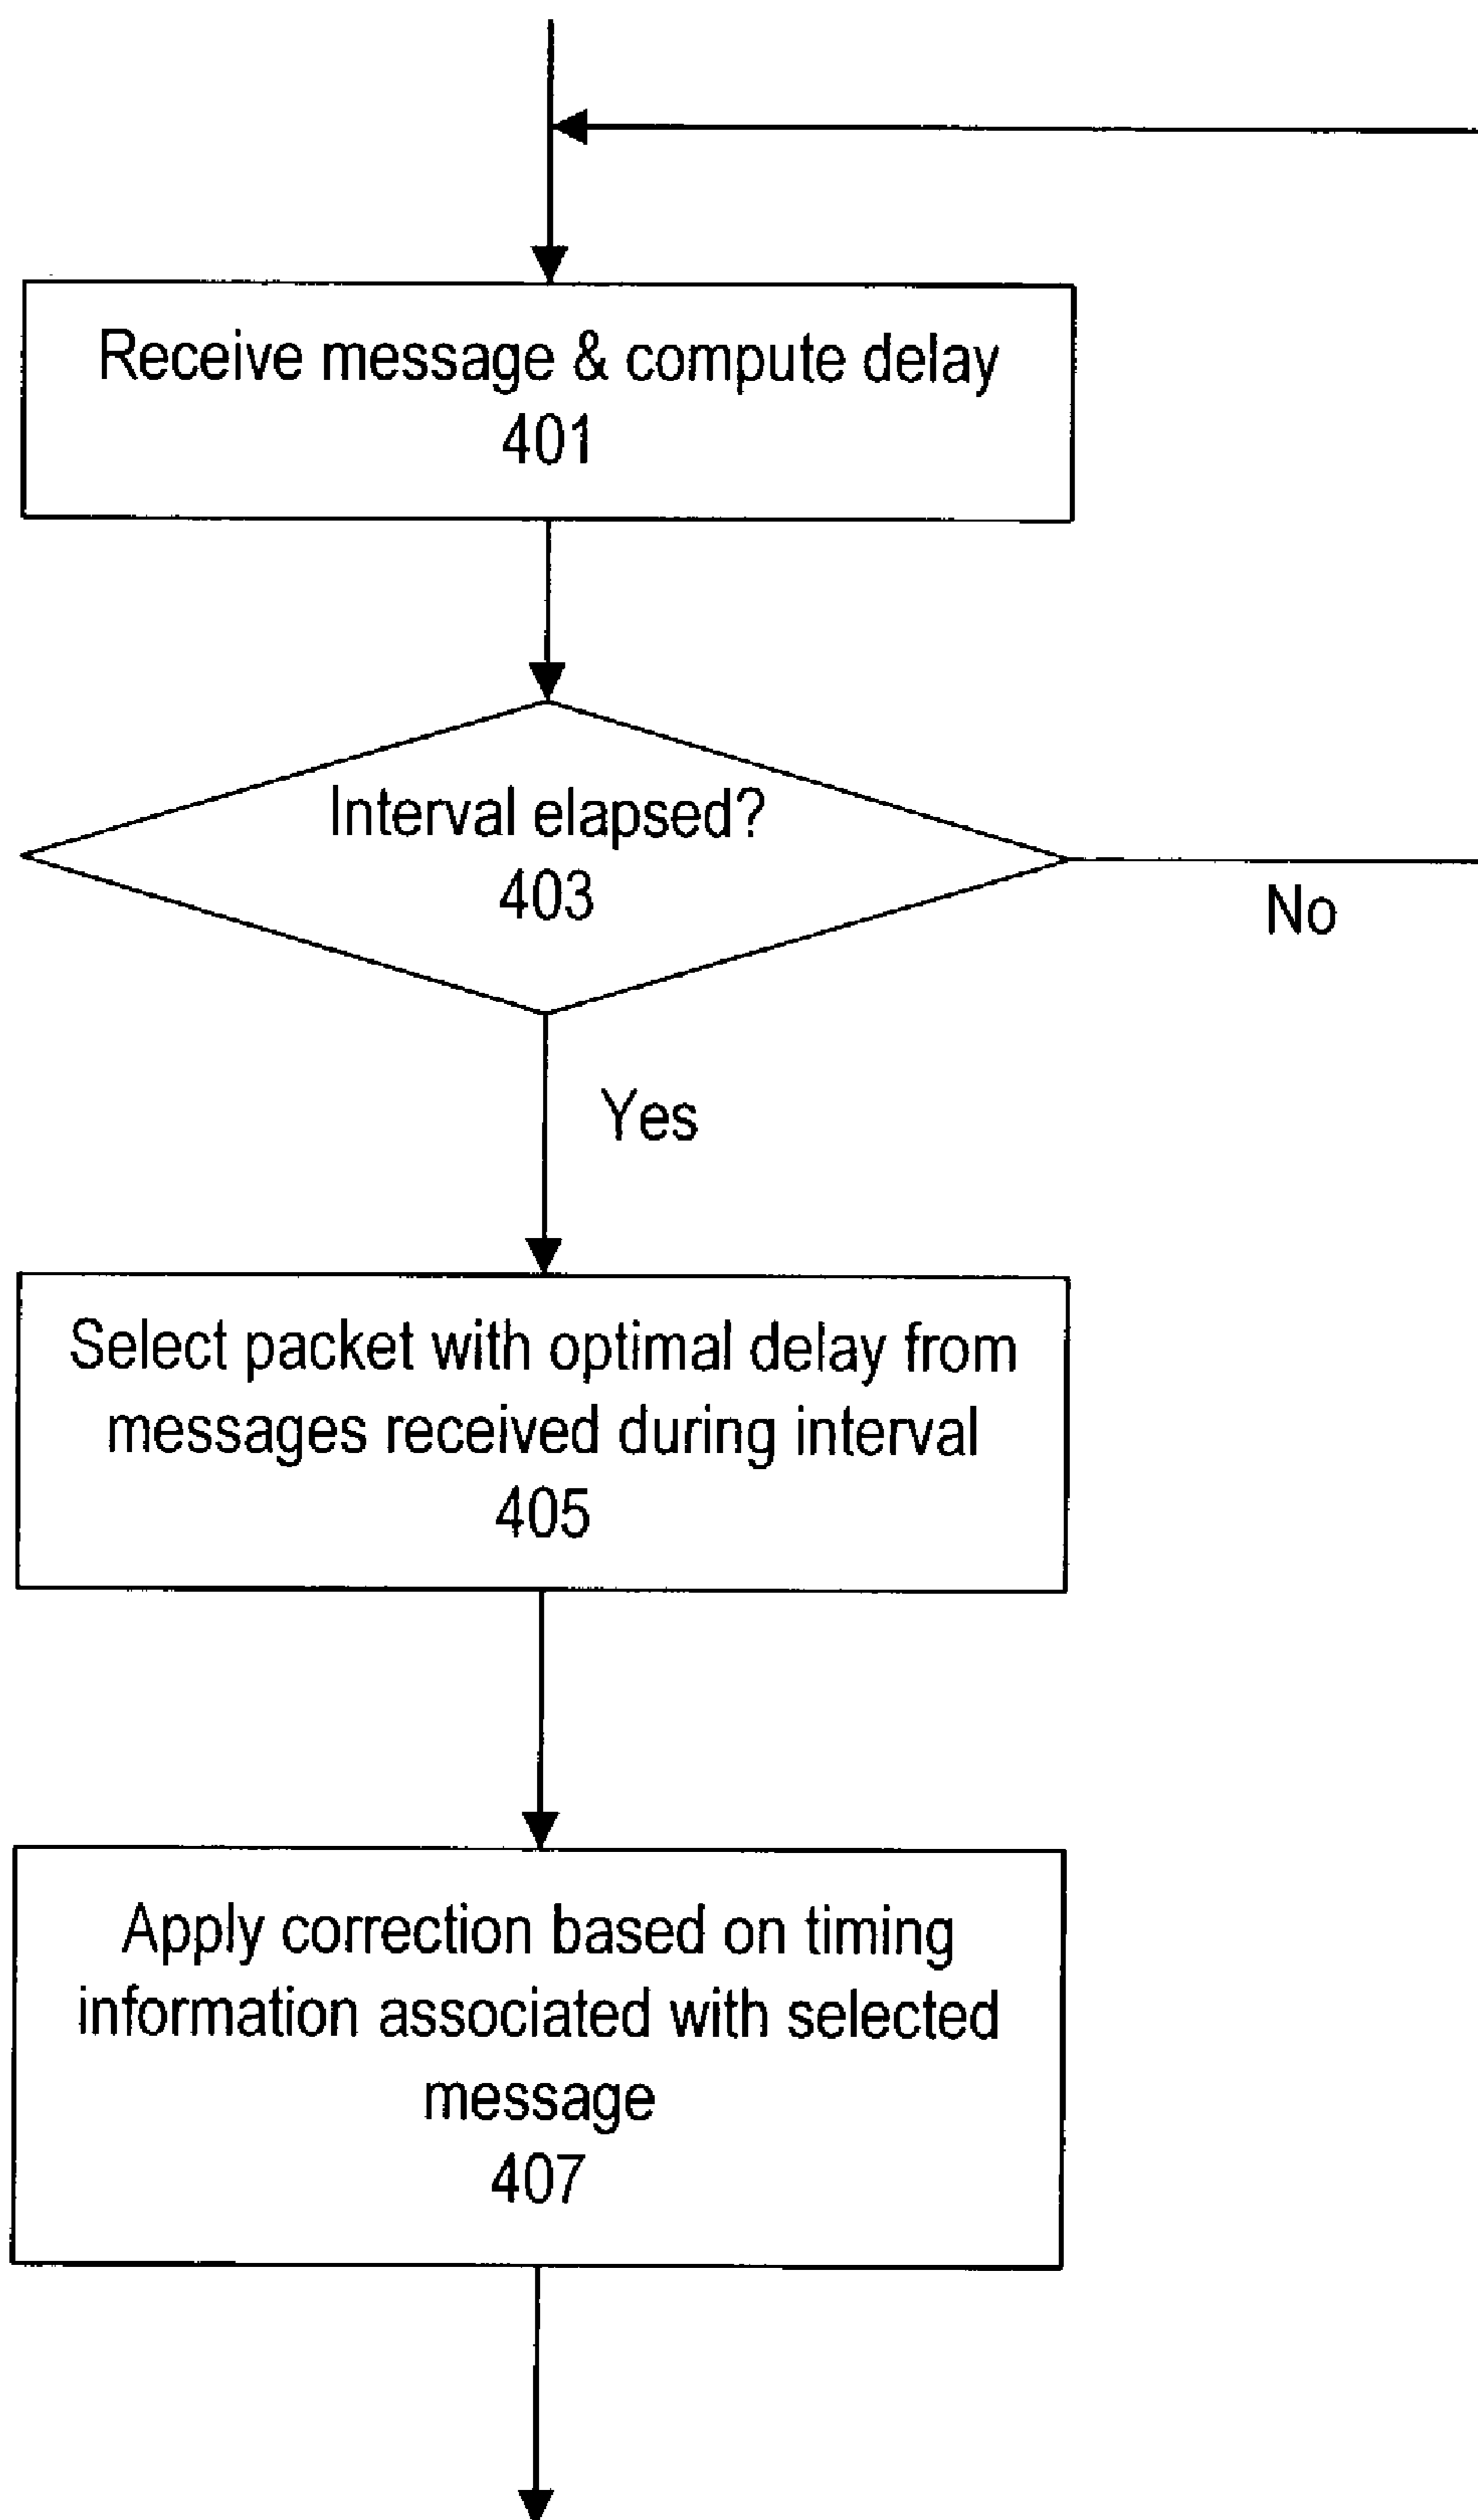 Receive message & compute delay
401
Interval elapsed?
403
No
Yes
Select packet with optimal delay from
messages received during interval
405
Apply correction based on timing
information associated with selected
message
407